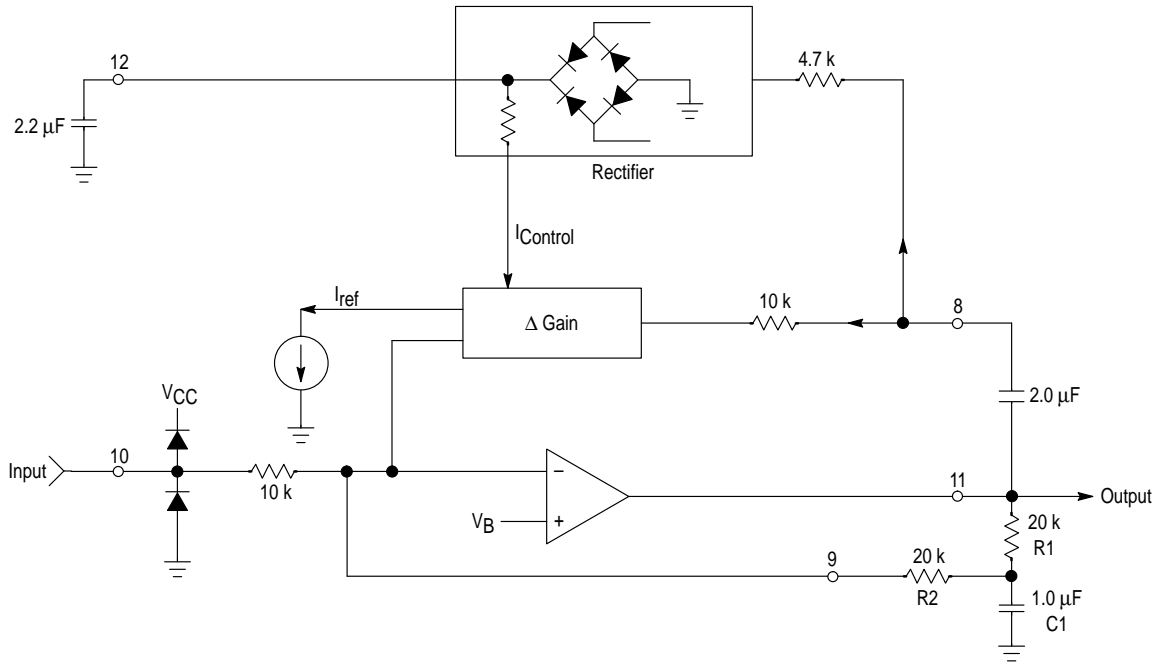 12
4.7 k
2.2 μF
Rectifier
IControl
Iref
10 k
8
Δ Gain
VCC
2.0 μF
Input
10
10 k
–
11
Output
VB
+
20 k
R1
9
20 k
R2
1.0 μF
C1